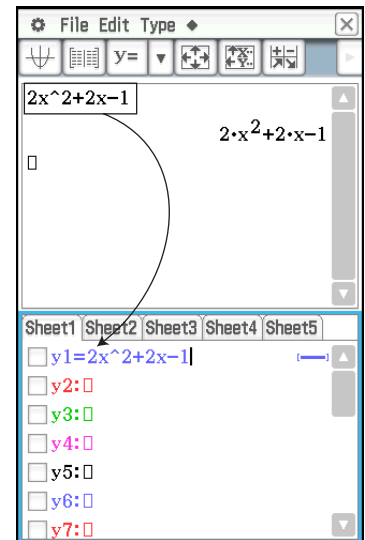 File Edit Type ◆
y=
2x^2+2x−1
2·x²+2·x−1
Sheet1 Sheet2 Sheet3 Sheet4 Sheet5
y1=2x^2+2x−1
y2:▯
y3:▯
y4:▯
y5:▯
y6:▯
y7:▯